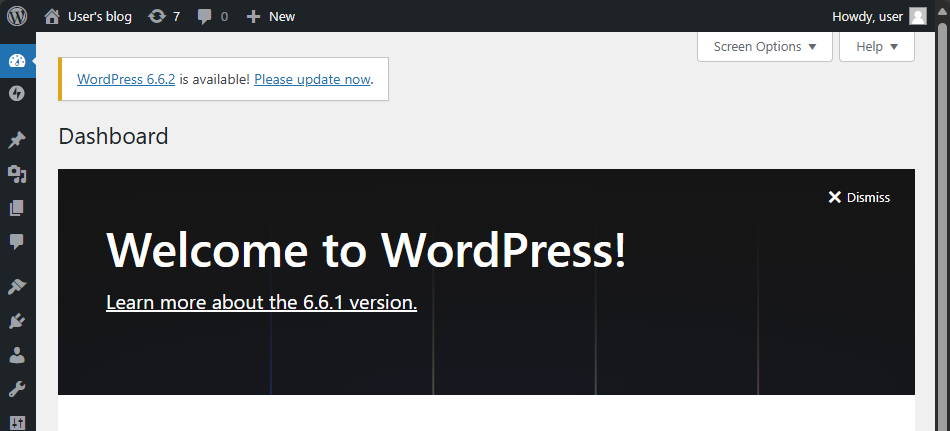 User's blog 7 0 New Howdy, user
Screen Options Help
WordPress 6.6.2 is available! Please update now.
Dashboard
Dismiss
Welcome to WordPress!
Learn more about the 6.6.1 version.